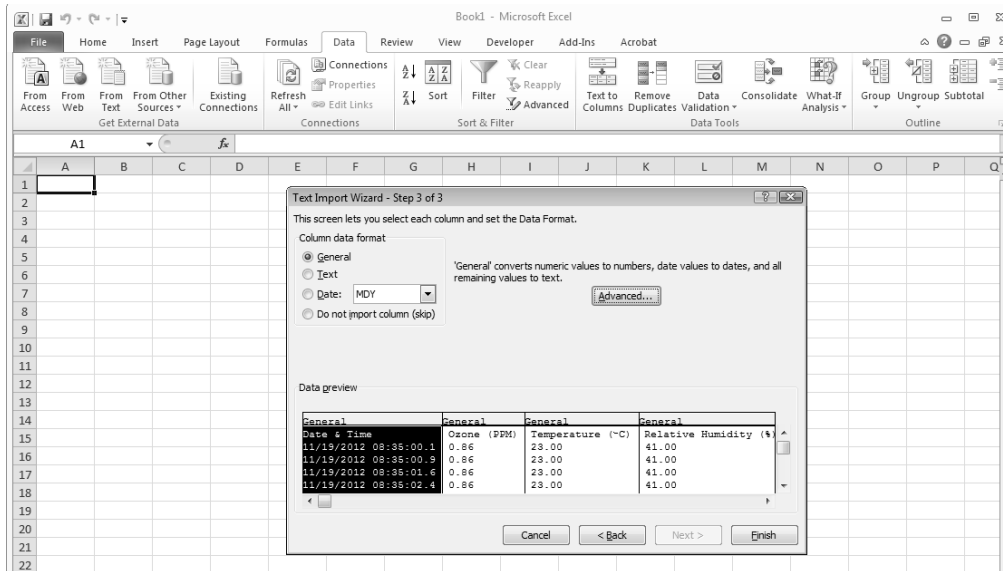 Book1 - Microsoft Excel
File Home Insert Page Layout Formulas Data Review View Developer Add-Ins Acrobat
From Access
From Web
From Text
From Other Sources
Existing Connections
Get External Data
Refresh All
Connections
Properties
Edit Links
Connections
Sort
Filter
Clear
Reapply
Advanced
Sort & Filter
Text to Columns
Remove Duplicates
Data Validation
Consolidate
What-If Analysis
Data Tools
Group
Ungroup
Subtotal
Outline
A1 fx
A B C D E F G H I J K L M N O P Q
1
2
3
4
5
6
7
8
9
10
11
12
13
14
15
16
17
18
19
20
21
22
Text Import Wizard - Step 3 of 3
This screen lets you select each column and set the Data Format.
Column data format
General
Text
Date: MDY
Do not import column (skip)
'General' converts numeric values to numbers, date values to dates, and all
remaining values to text.
Advanced...
Data preview
General General General General
Date & Time Ozone (PPM) Temperature (~C) Relative Humidity (%)
11/19/2012 08:35:00.1 0.86 23.00 41.00
11/19/2012 08:35:00.9 0.86 23.00 41.00
11/19/2012 08:35:01.6 0.86 23.00 41.00
11/19/2012 08:35:02.4 0.86 23.00 41.00
Cancel < Back Next > Finish